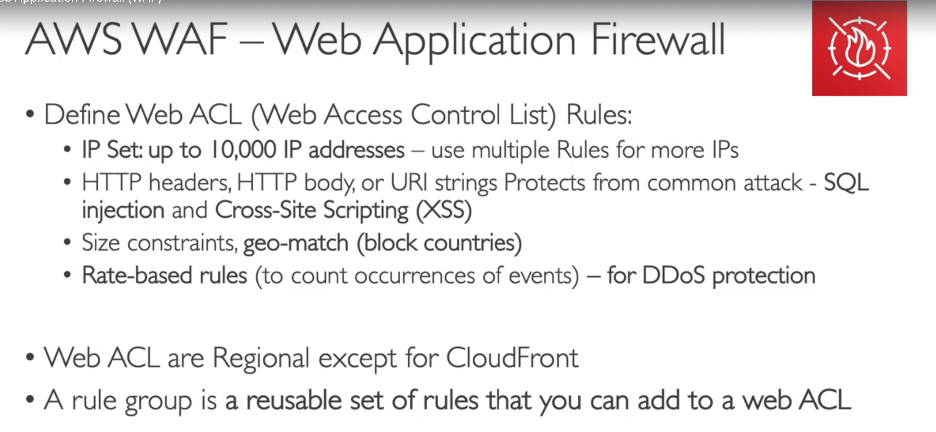 AWS WAF – Web Application Firewall
• Define Web ACL (Web Access Control List) Rules:
• IP Set: up to 10,000 IP addresses – use multiple Rules for more IPs
• HTTP headers, HTTP body, or URI strings Protects from common attack - SQL
injection and Cross-Site Scripting (XSS)
• Size constraints, geo-match (block countries)
• Rate-based rules (to count occurrences of events) – for DDoS protection
• Web ACL are Regional except for CloudFront
• A rule group is a reusable set of rules that you can add to a web ACL